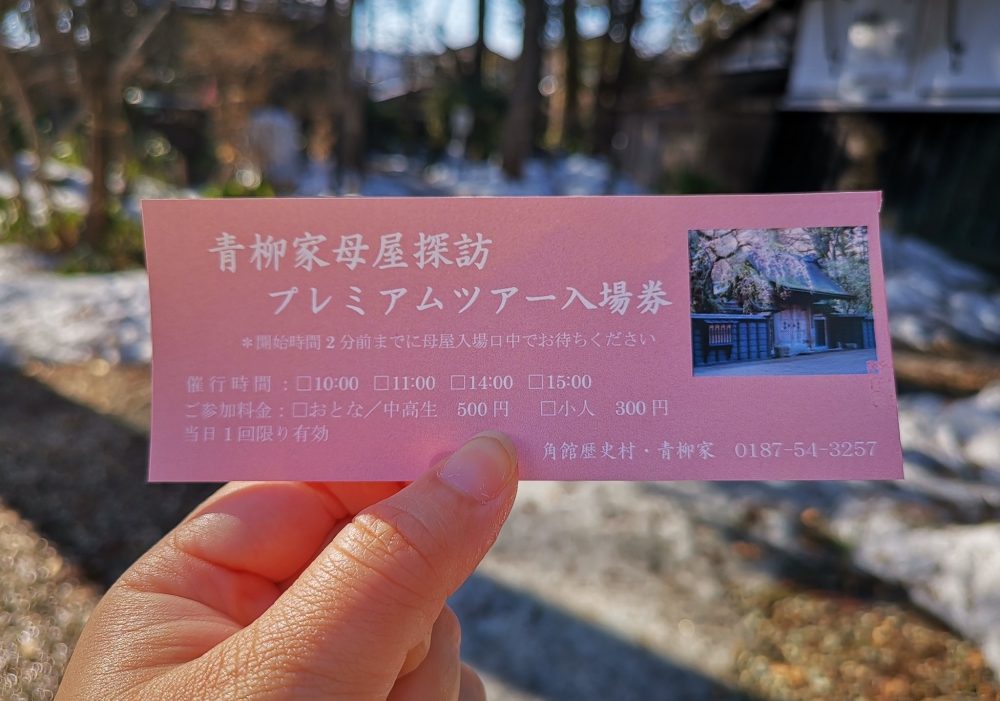 青柳家母屋探訪
プレミアムツアー入場券
＊開始時間2分前までに母屋入場口中でお待ちください
催行時間：□10:00 □11:00 □14:00 □15:00
ご参加料金：□おとな／中高生 500円 □小人 300円
当日1回限り有効
角館歴史村・青柳家 0187-54-3257